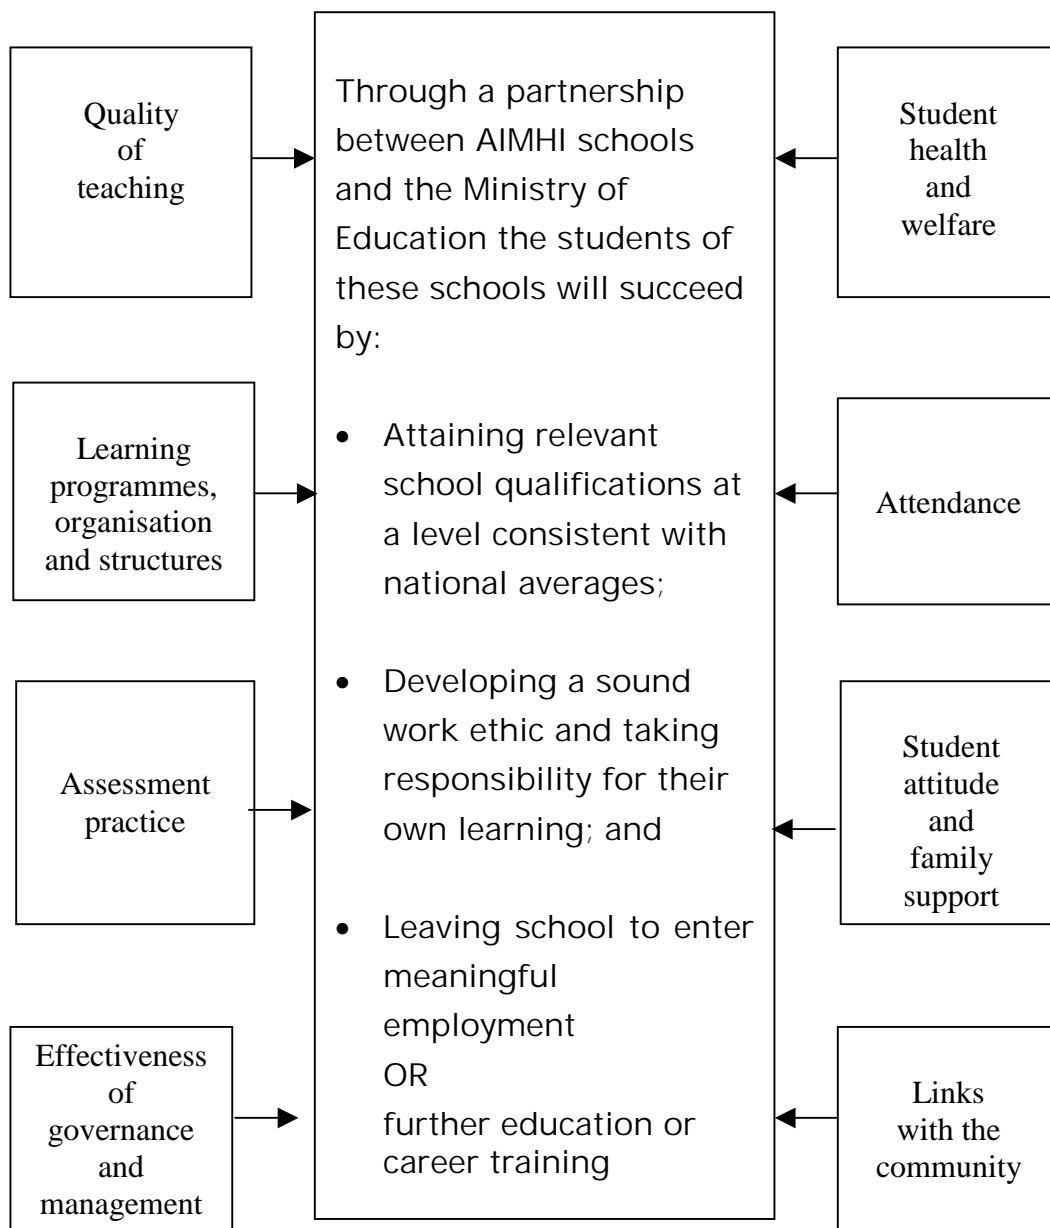 Quality
of
teaching
Learning
programmes,
organisation
and structures
Assessment
practice
Effectiveness
of
governance
and
management
Through a partnership
between AIMHI schools
and the Ministry of
Education the students of
these schools will succeed
by:
• Attaining relevant
school qualifications at
a level consistent with
national averages;
• Developing a sound
work ethic and taking
responsibility for their
own learning; and
• Leaving school to enter
meaningful
employment
OR
further education or
career training
Student
health
and
welfare
Attendance
Student
attitude
and
family
support
Links
with the
community